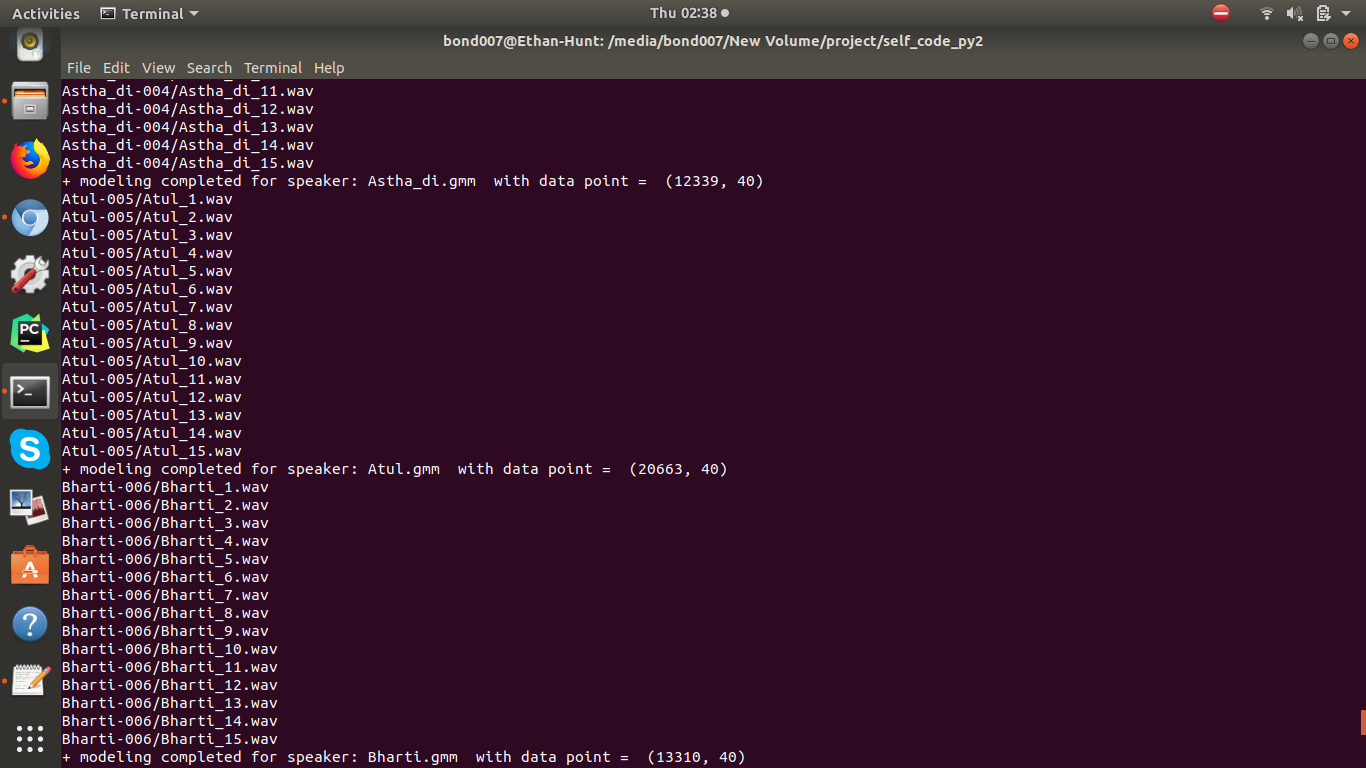 Activities Terminal Thu 02:38
bond007@Ethan-Hunt: /media/bond007/New Volume/project/self_code_py2
File Edit View Search Terminal Help
Astha_di-004/Astha_di_11.wav
Astha_di-004/Astha_di_12.wav
Astha_di-004/Astha_di_13.wav
Astha_di-004/Astha_di_14.wav
Astha_di-004/Astha_di_15.wav
+ modeling completed for speaker: Astha_di.gmm  with data point =  (12339, 40)
Atul-005/Atul_1.wav
Atul-005/Atul_2.wav
Atul-005/Atul_3.wav
Atul-005/Atul_4.wav
Atul-005/Atul_5.wav
Atul-005/Atul_6.wav
Atul-005/Atul_7.wav
Atul-005/Atul_8.wav
Atul-005/Atul_9.wav
Atul-005/Atul_10.wav
Atul-005/Atul_11.wav
Atul-005/Atul_12.wav
Atul-005/Atul_13.wav
Atul-005/Atul_14.wav
Atul-005/Atul_15.wav
+ modeling completed for speaker: Atul.gmm  with data point =  (20663, 40)
Bharti-006/Bharti_1.wav
Bharti-006/Bharti_2.wav
Bharti-006/Bharti_3.wav
Bharti-006/Bharti_4.wav
Bharti-006/Bharti_5.wav
Bharti-006/Bharti_6.wav
Bharti-006/Bharti_7.wav
Bharti-006/Bharti_8.wav
Bharti-006/Bharti_9.wav
Bharti-006/Bharti_10.wav
Bharti-006/Bharti_11.wav
Bharti-006/Bharti_12.wav
Bharti-006/Bharti_13.wav
Bharti-006/Bharti_14.wav
Bharti-006/Bharti_15.wav
+ modeling completed for speaker: Bharti.gmm  with data point =  (13310, 40)
PC
S
A
?